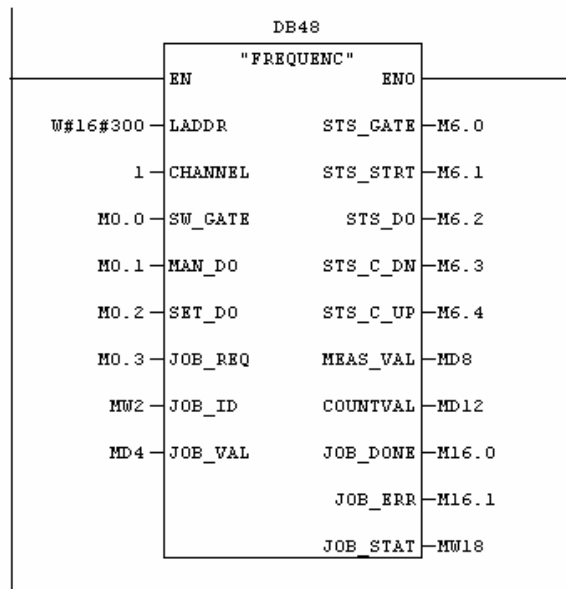 DB48
"FREQUENC"
EN ENO
W#16#300 LADDR STS_GATE M6.0
1 CHANNEL STS_STRT M6.1
M0.0 SW_GATE STS_DO M6.2
M0.1 MAN_DO STS_C_DN M6.3
M0.2 SET_DO STS_C_UP M6.4
M0.3 JOB_REQ MEAS_VAL MD8
MW2 JOB_ID COUNTVAL MD12
MD4 JOB_VAL JOB_DONE M16.0
JOB_ERR M16.1
JOB_STAT MW18